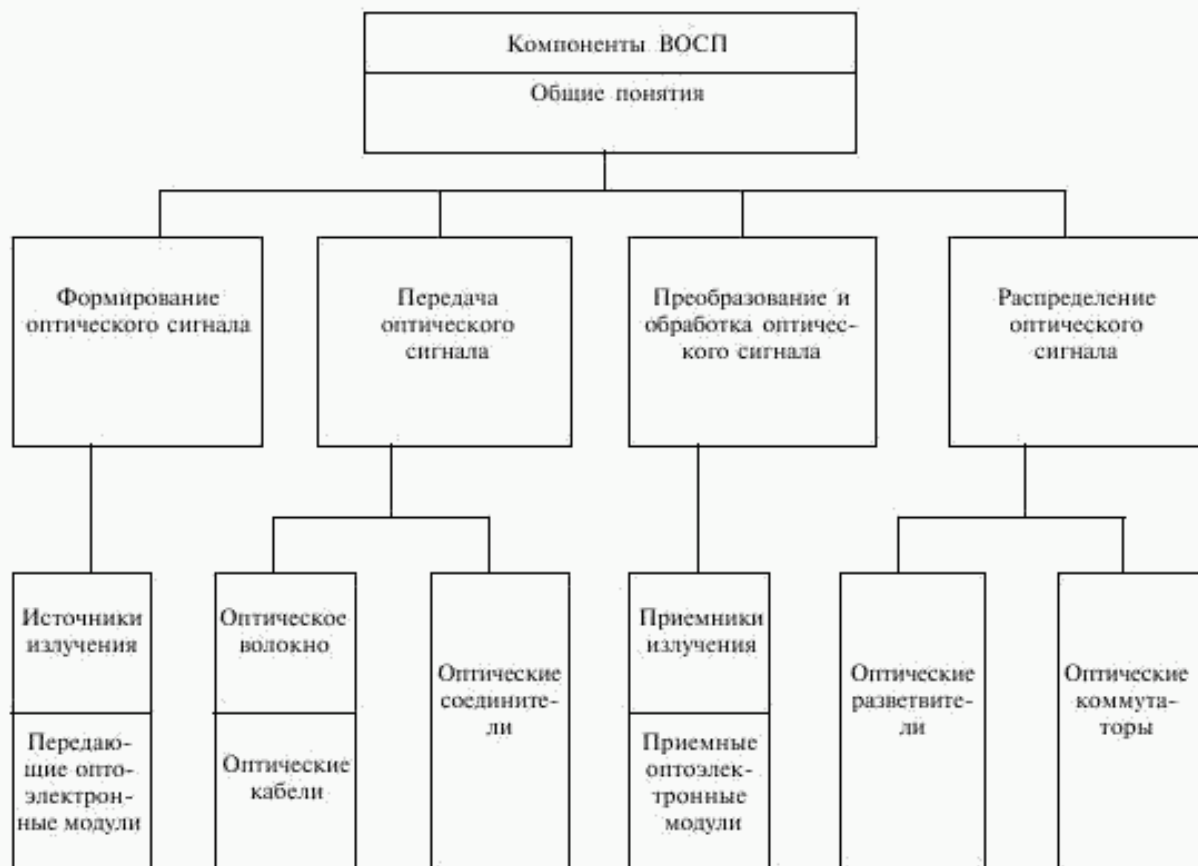 Компоненты ВОСП
Общие понятия
Формирование
оптического сигнала
Передача
оптического
сигнала
Преобразование и
обработка оптичес-
кого сигнала
Распределение
оптического
сигнала
Источники
излучения
Передаю-
щие опто-
электрон-
ные модули
Оптическое
волокно
Оптические
кабели
Оптические
соедините-
ли
Приемники
излучения
Приемные
оптоэлек-
тронные
модули
Оптические
разветвите-
ли
Оптические
коммута-
торы